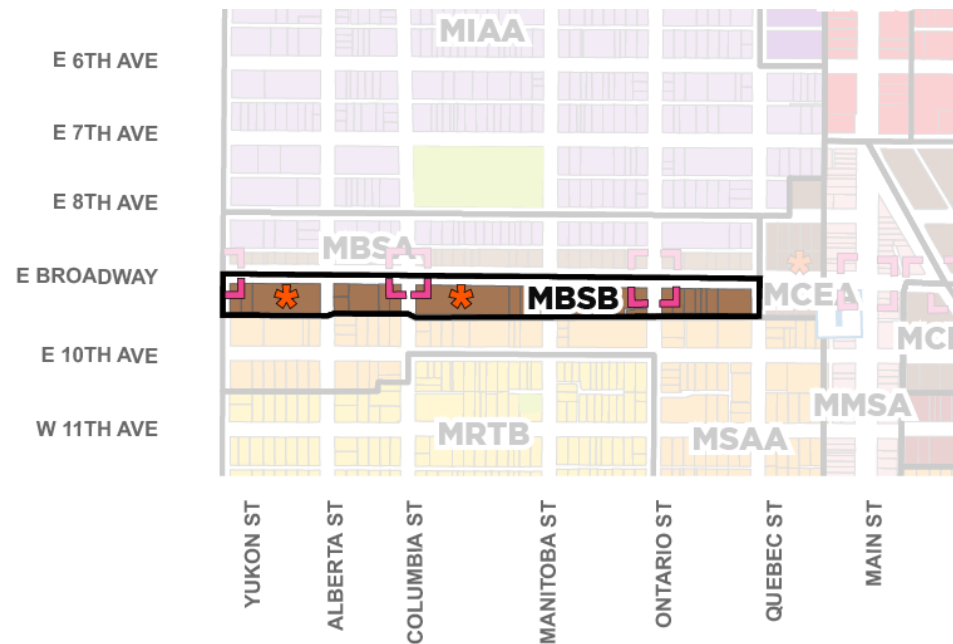 MIAA
E 6TH AVE
E 7TH AVE
E 8TH AVE
MBSA
E BROADWAY
MBSB
MCEA
E 10TH AVE
W 11TH AVE
MRTB
MSAA
MMSA
YUKON ST
ALBERTA ST
COLUMBIA ST
MANITOBA ST
ONTARIO ST
QUEBEC ST
MAIN ST